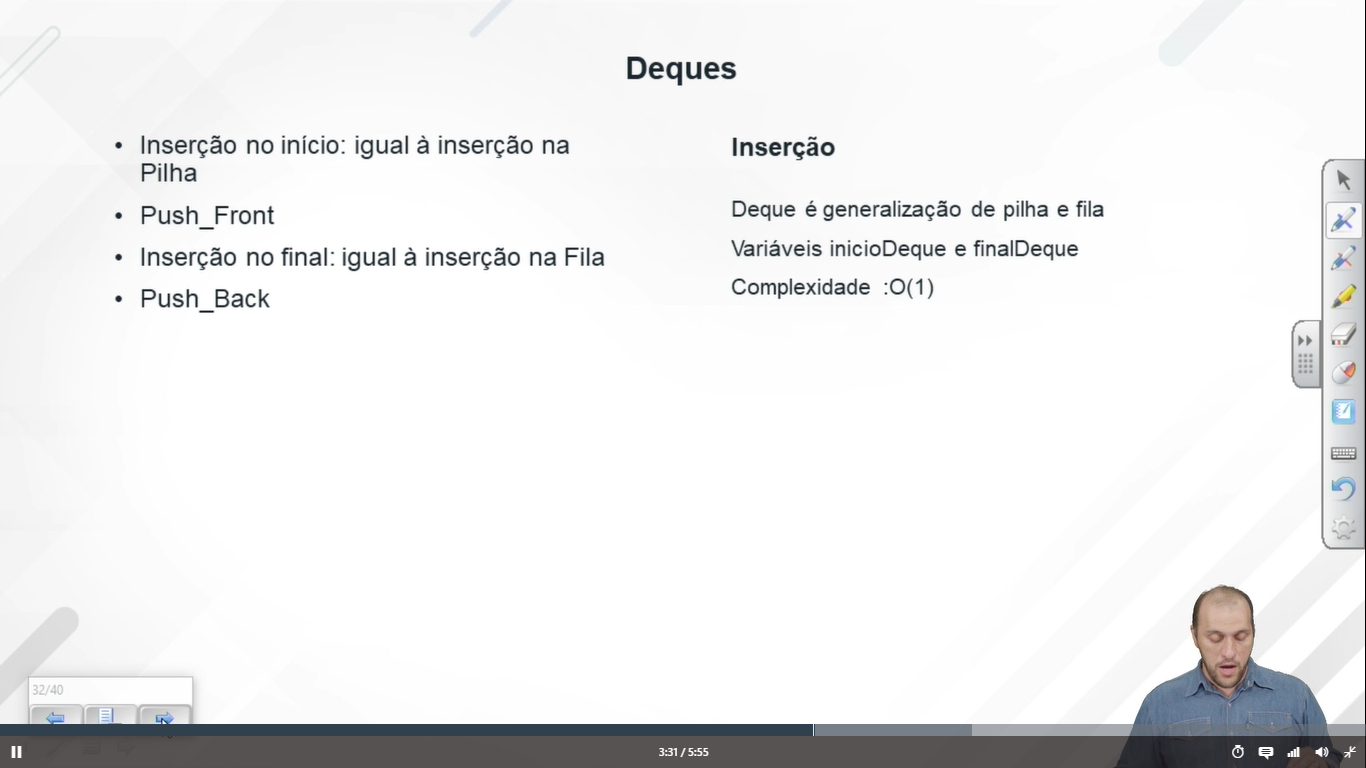 Deques
• Inserção no início: igual à inserção na
Pilha
• Push_Front
• Inserção no final: igual à inserção na Fila
• Push_Back
Inserção
Deque é generalização de pilha e fila
Variáveis inicioDeque e finalDeque
Complexidade :O(1)
32/40
3:31 / 5:55